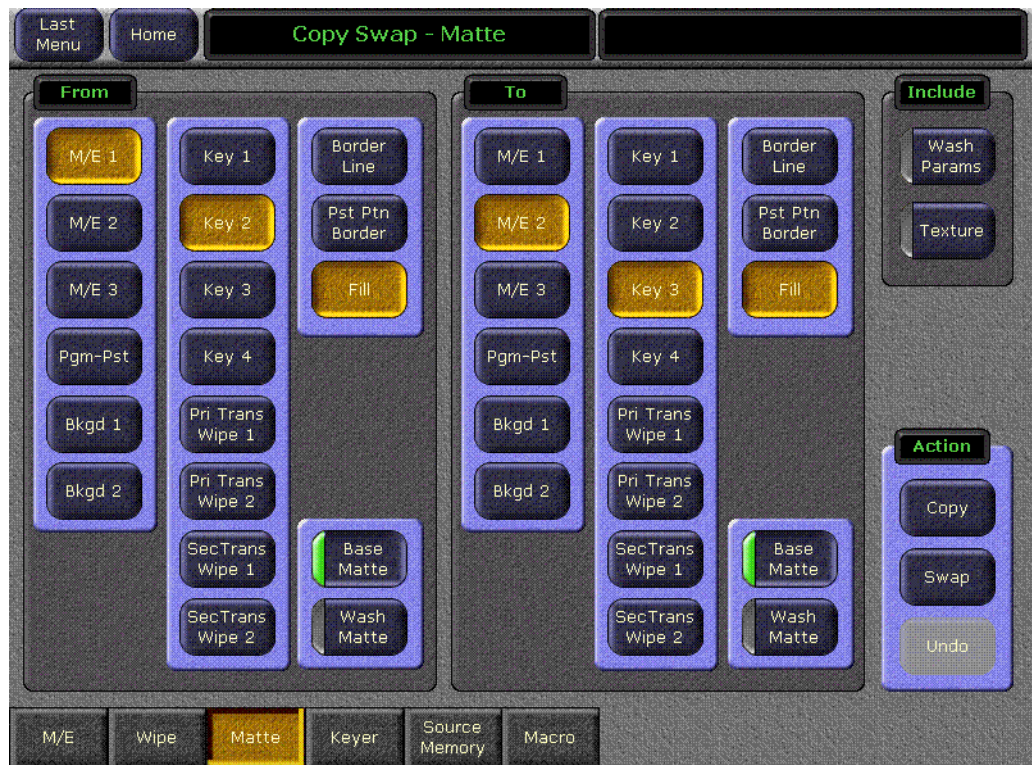 Last
Menu
Home
Copy Swap - Matte
From
M/E 1
M/E 2
M/E 3
Pgm-Pst
Bkgd 1
Bkgd 2
Key 1
Key 2
Key 3
Key 4
Pri Trans
Wipe 1
Pri Trans
Wipe 2
SecTrans
Wipe 1
SecTrans
Wipe 2
Border
Line
Pst Ptn
Border
Fill
Base
Matte
Wash
Matte
To
M/E 1
M/E 2
M/E 3
Pgm-Pst
Bkgd 1
Bkgd 2
Key 1
Key 2
Key 3
Key 4
Pri Trans
Wipe 1
Pri Trans
Wipe 2
SecTrans
Wipe 1
SecTrans
Wipe 2
Border
Line
Pst Ptn
Border
Fill
Base
Matte
Wash
Matte
Include
Wash
Params
Texture
Action
Copy
Swap
Undo
M/E
Wipe
Matte
Keyer
Source
Memory
Macro